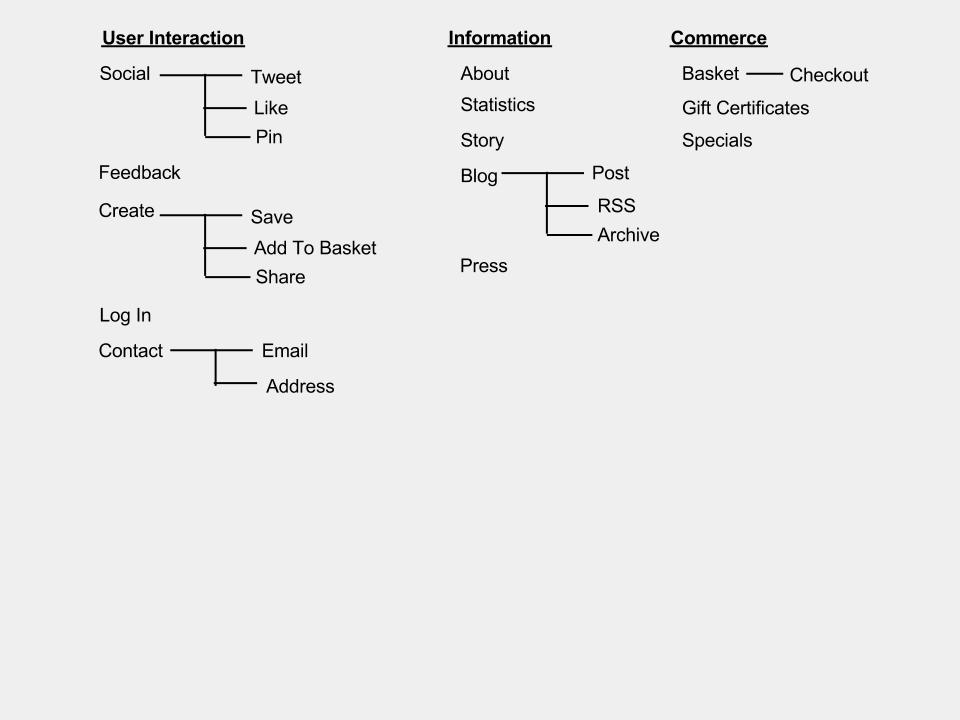 User Interaction
Social
Tweet
Like
Pin
Feedback
Create
Save
Add To Basket
Share
Log In
Contact
Email
Address
Information
About
Statistics
Story
Blog
Post
RSS
Archive
Press
Commerce
Basket
Checkout
Gift Certificates
Specials